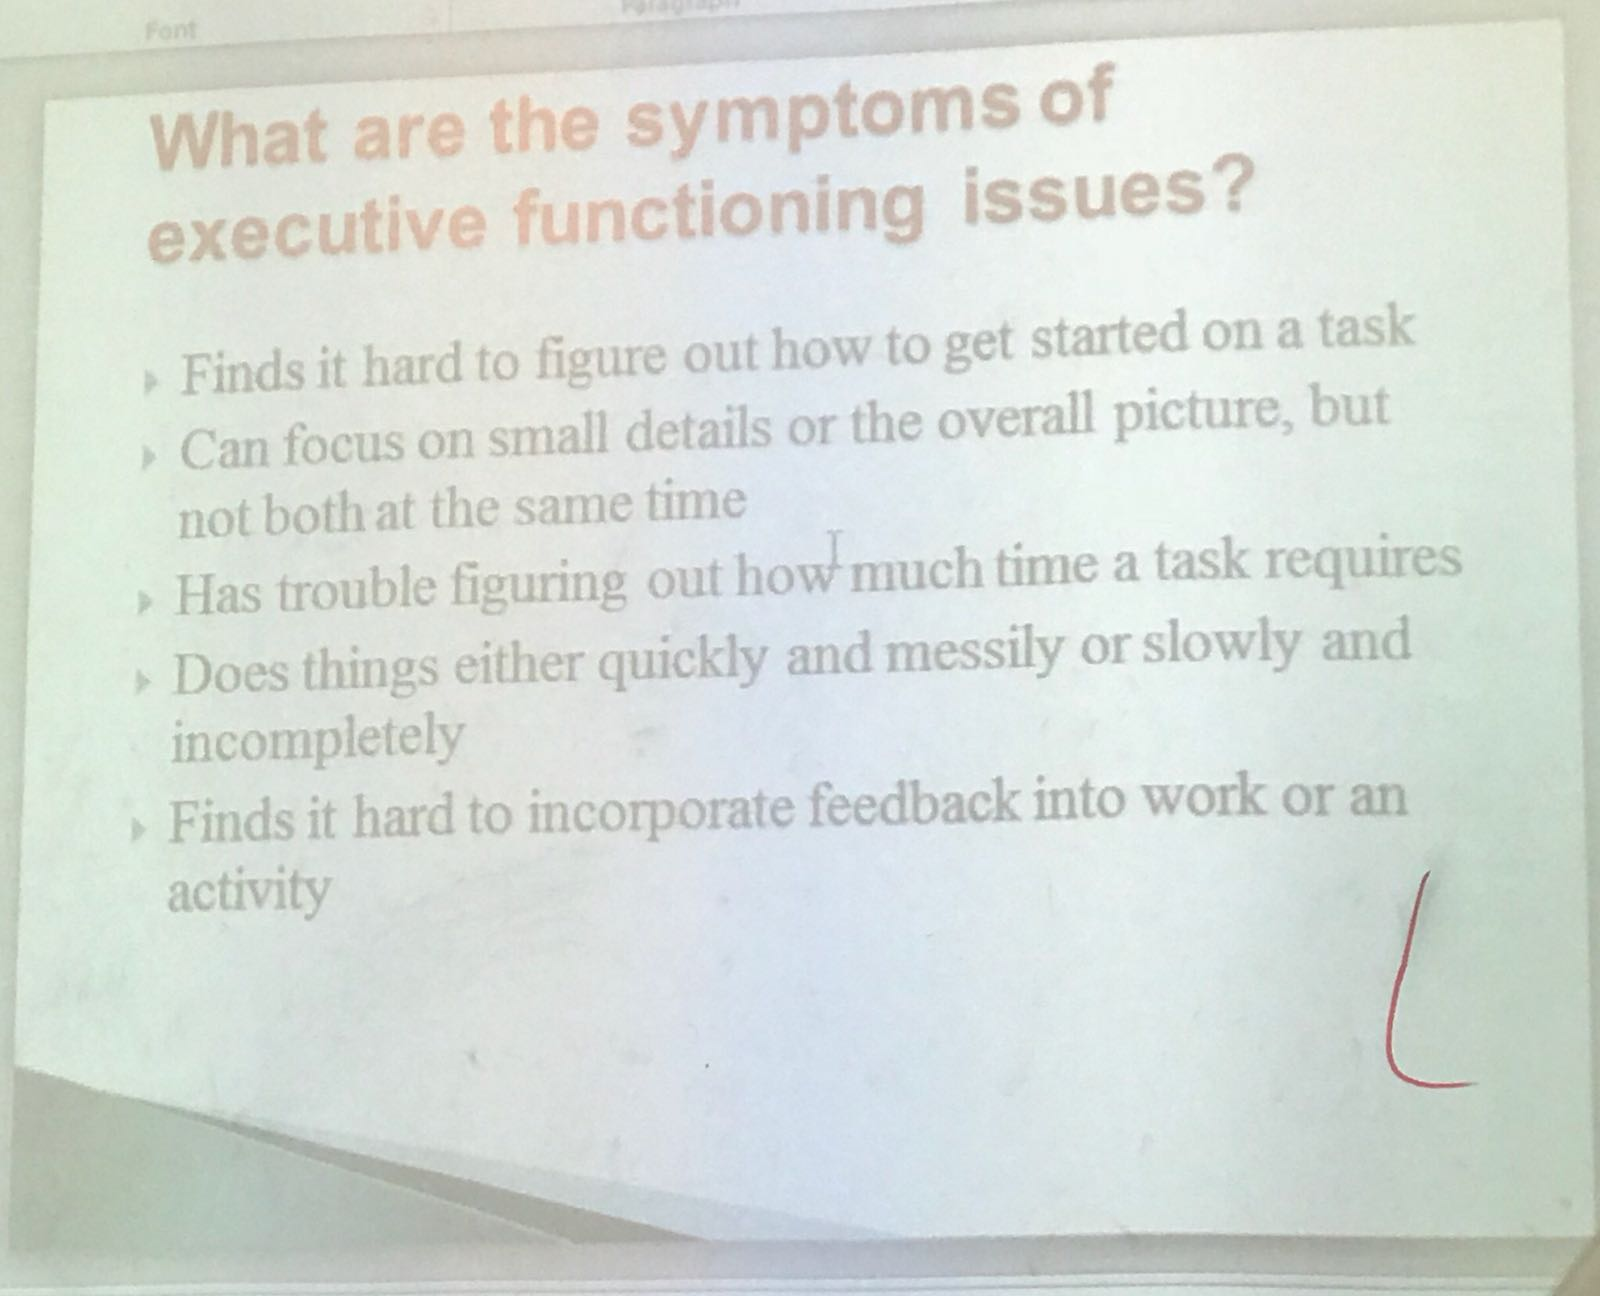 Font
Paragraph
What are the symptoms of
executive functioning issues?
Finds it hard to figure out how to get started on a task
Can focus on small details or the overall picture, but
not both at the same time
Has trouble figuring out how much time a task requires
Does things either quickly and messily or slowly and
incompletely
Finds it hard to incorporate feedback into work or an
activity